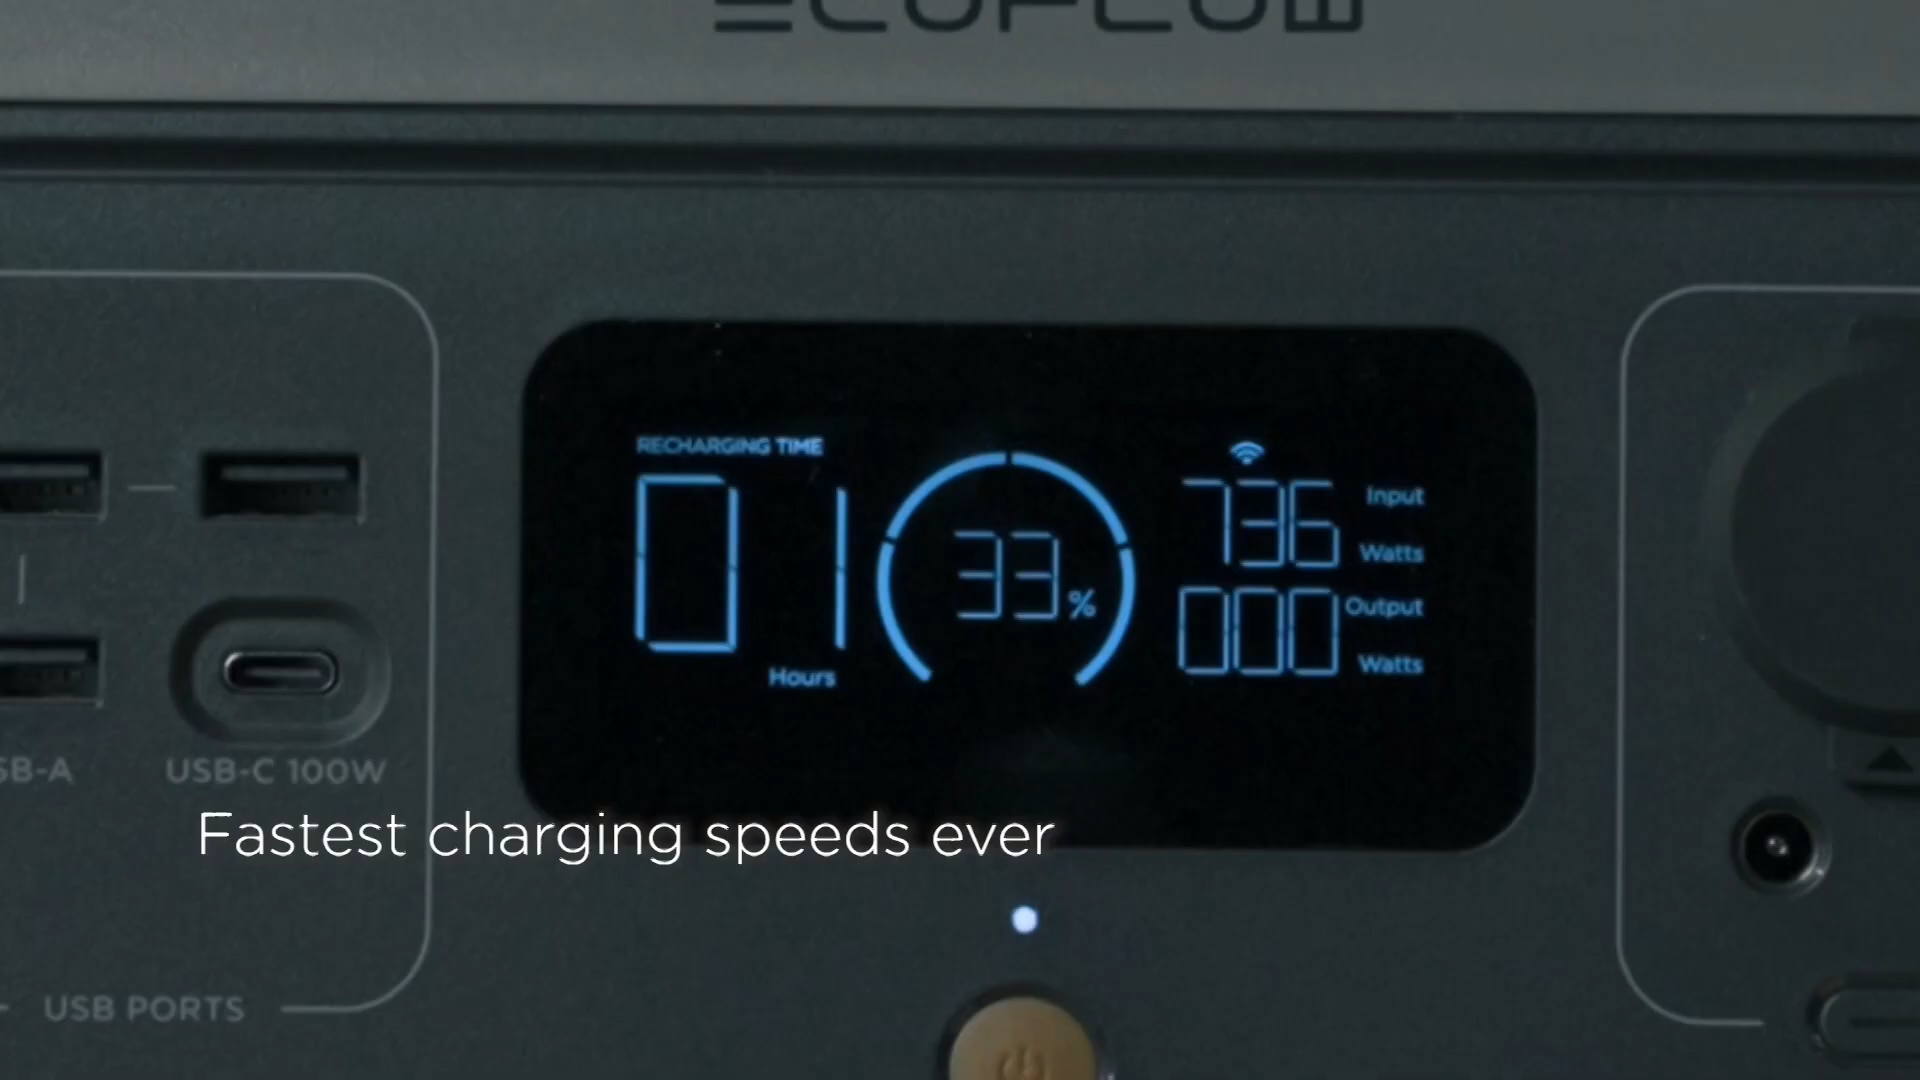 ECOFLOW
RECHARGING TIME
01
Hours
33%
736 Input
Watts
000 Output
Watts
USB-C 100W
Fastest charging speeds ever
USB PORTS